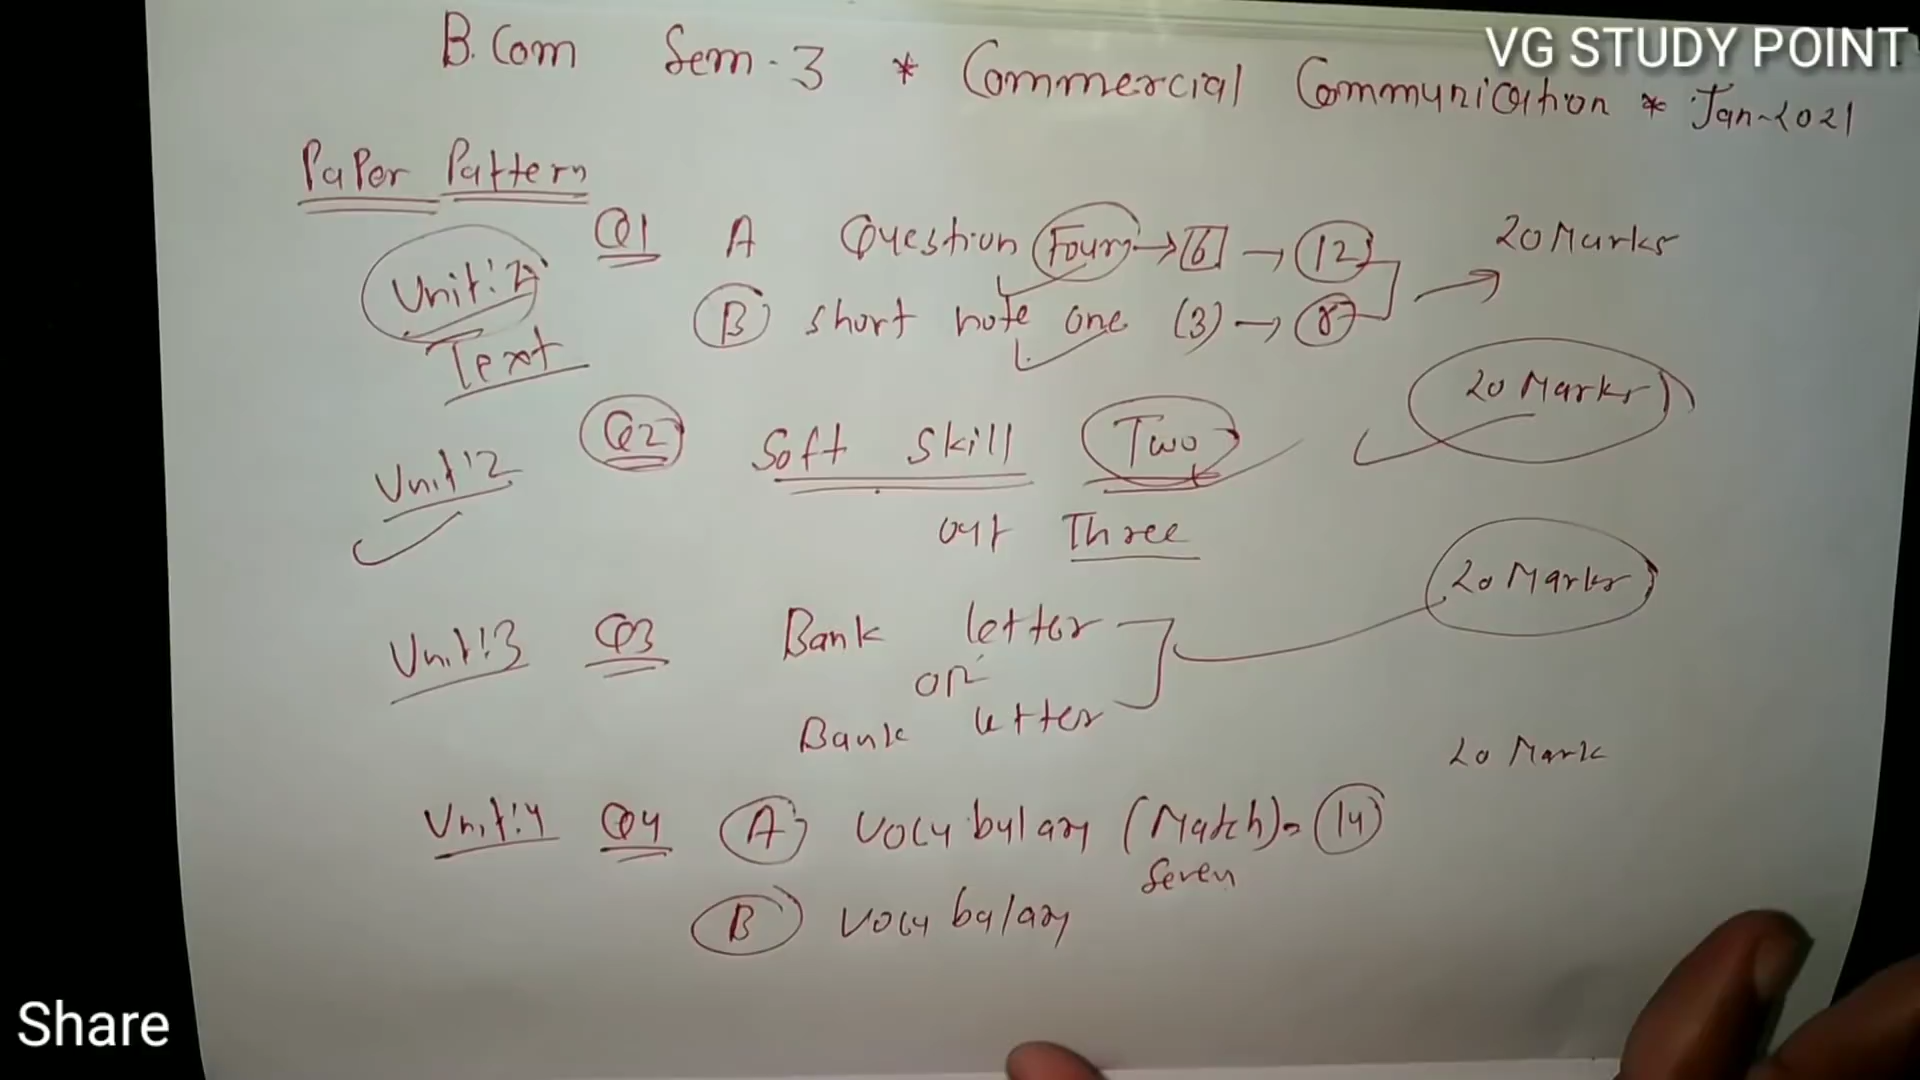 VG STUDY POINT
B.Com Sem-3 * Commercial Communication * Jan-2021
Paper Pattern
Q1 A Question Four → 6 → 12 20 Marks
Unit:
B short note one (3) → 8
Text
20 Marks
Unit:2 Q2 Soft Skill Two
out Three
20 Marks
Unit:3 Q3 Bank letter
OR
Bank letter
20 Mark
Unit:4 Q4 A Vocubulary (Match)= 14
Seven
B Vocubulary
Share